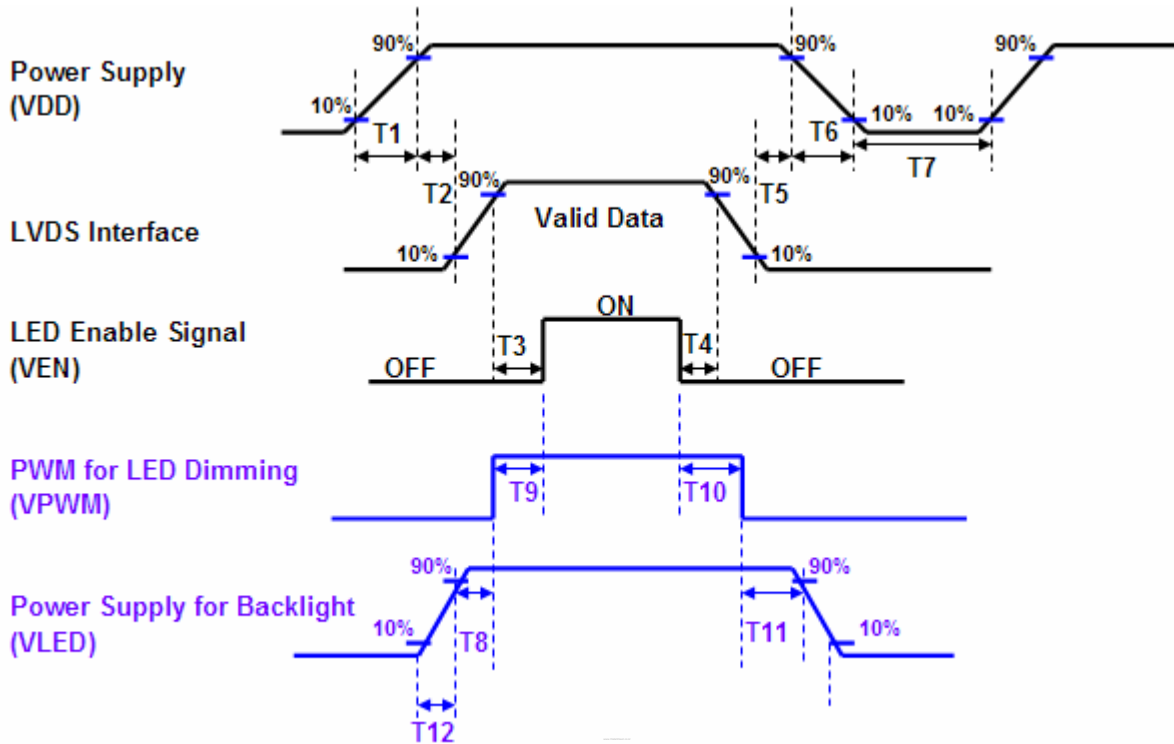 90% 90% 90%
Power Supply
(VDD)
10% 10% 10%
T1 T6
T7
T2 T5
90% 90%
Valid Data
LVDS Interface
10% 10%
ON
LED Enable Signal
(VEN)
T3 T4
OFF OFF
PWM for LED Dimming
(VPWM)
T9 T10
90% 90%
Power Supply for Backlight
(VLED)
10% 10%
T8 T11
T12